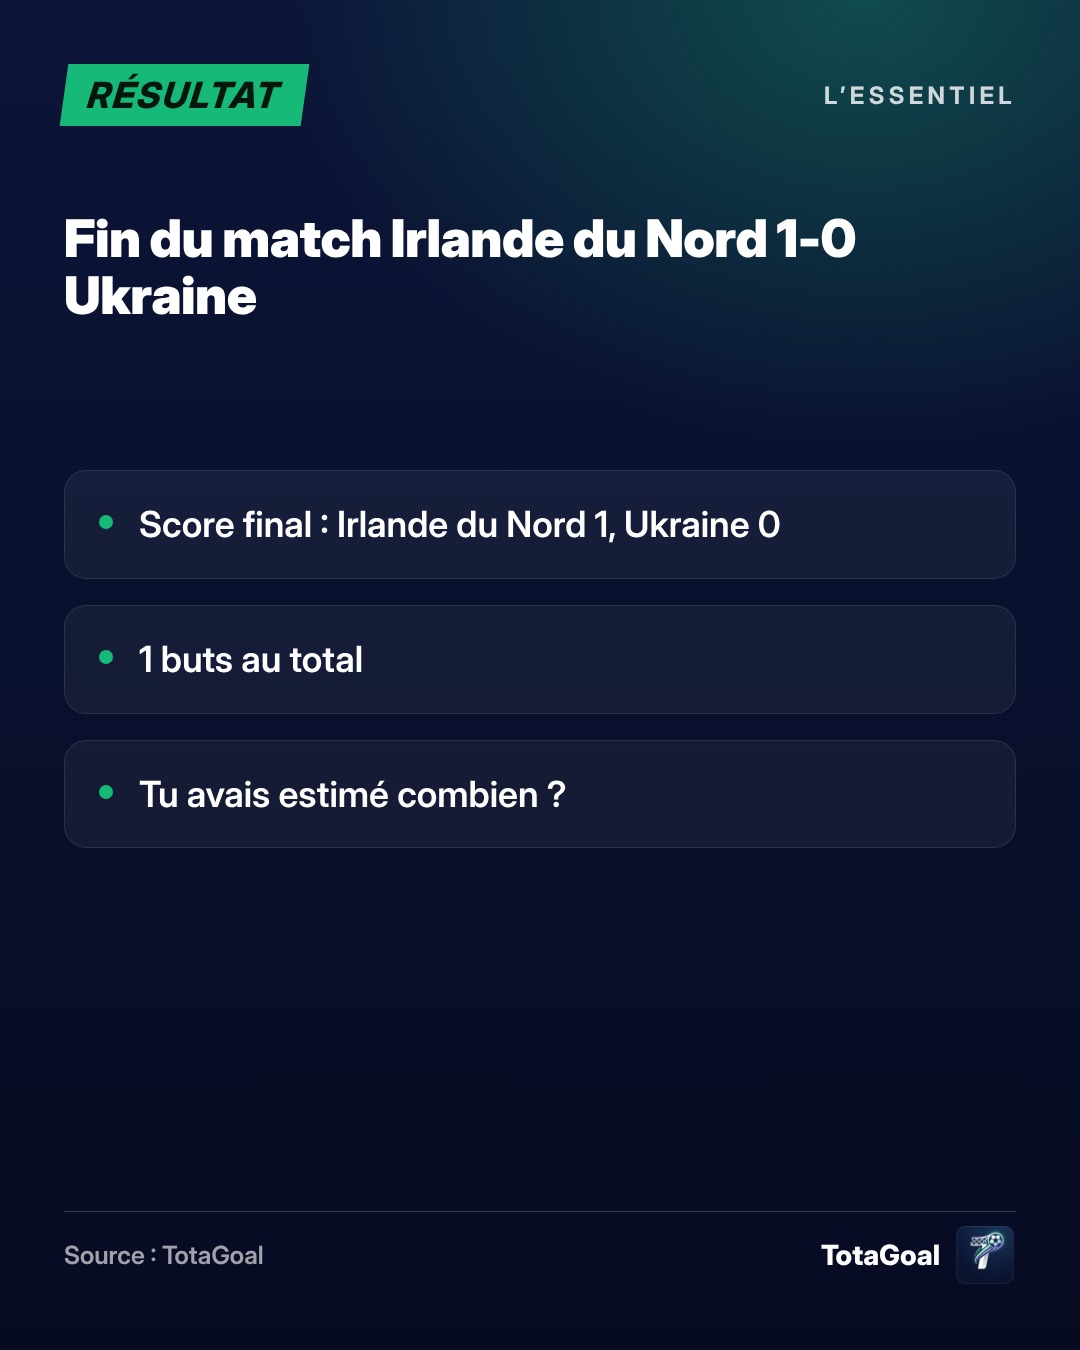 RÉSULTAT
L’ESSENTIEL
Fin du match Irlande du Nord 1-0
Ukraine
Score final : Irlande du Nord 1, Ukraine 0
1 buts au total
Tu avais estimé combien ?
Source : TotaGoal
TotaGoal